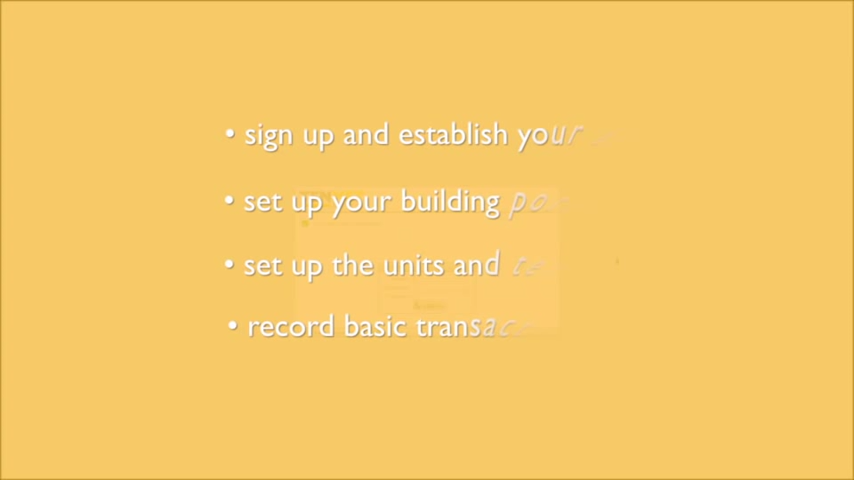 • sign up and establish your
• set up your building
• set up the units and
• record basic